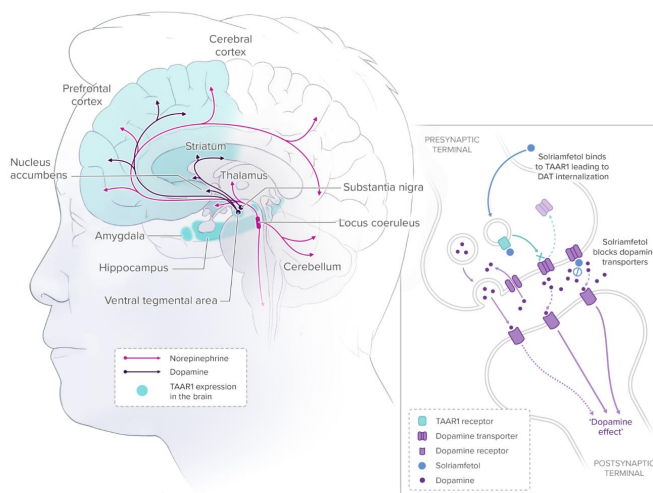 Cerebral
cortex
Prefrontal
cortex
Striatum
Nucleus
accumbens
Thalamus
Substantia nigra
Locus coeruleus
Amygdala
Hippocampus
Cerebellum
Ventral tegmental area
Norepinephrine
Dopamine
TAAR1 expression
in the brain
PRESYNAPTIC
TERMINAL
Solriamfetol binds
to TAAR1 leading to
DAT internalization
Solriamfetol
blocks dopamine
transporters
'Dopamine
effect'
TAAR1 receptor
Dopamine transporter
Dopamine receptor
Solriamfetol
Dopamine
POSTSYNAPTIC
TERMINAL